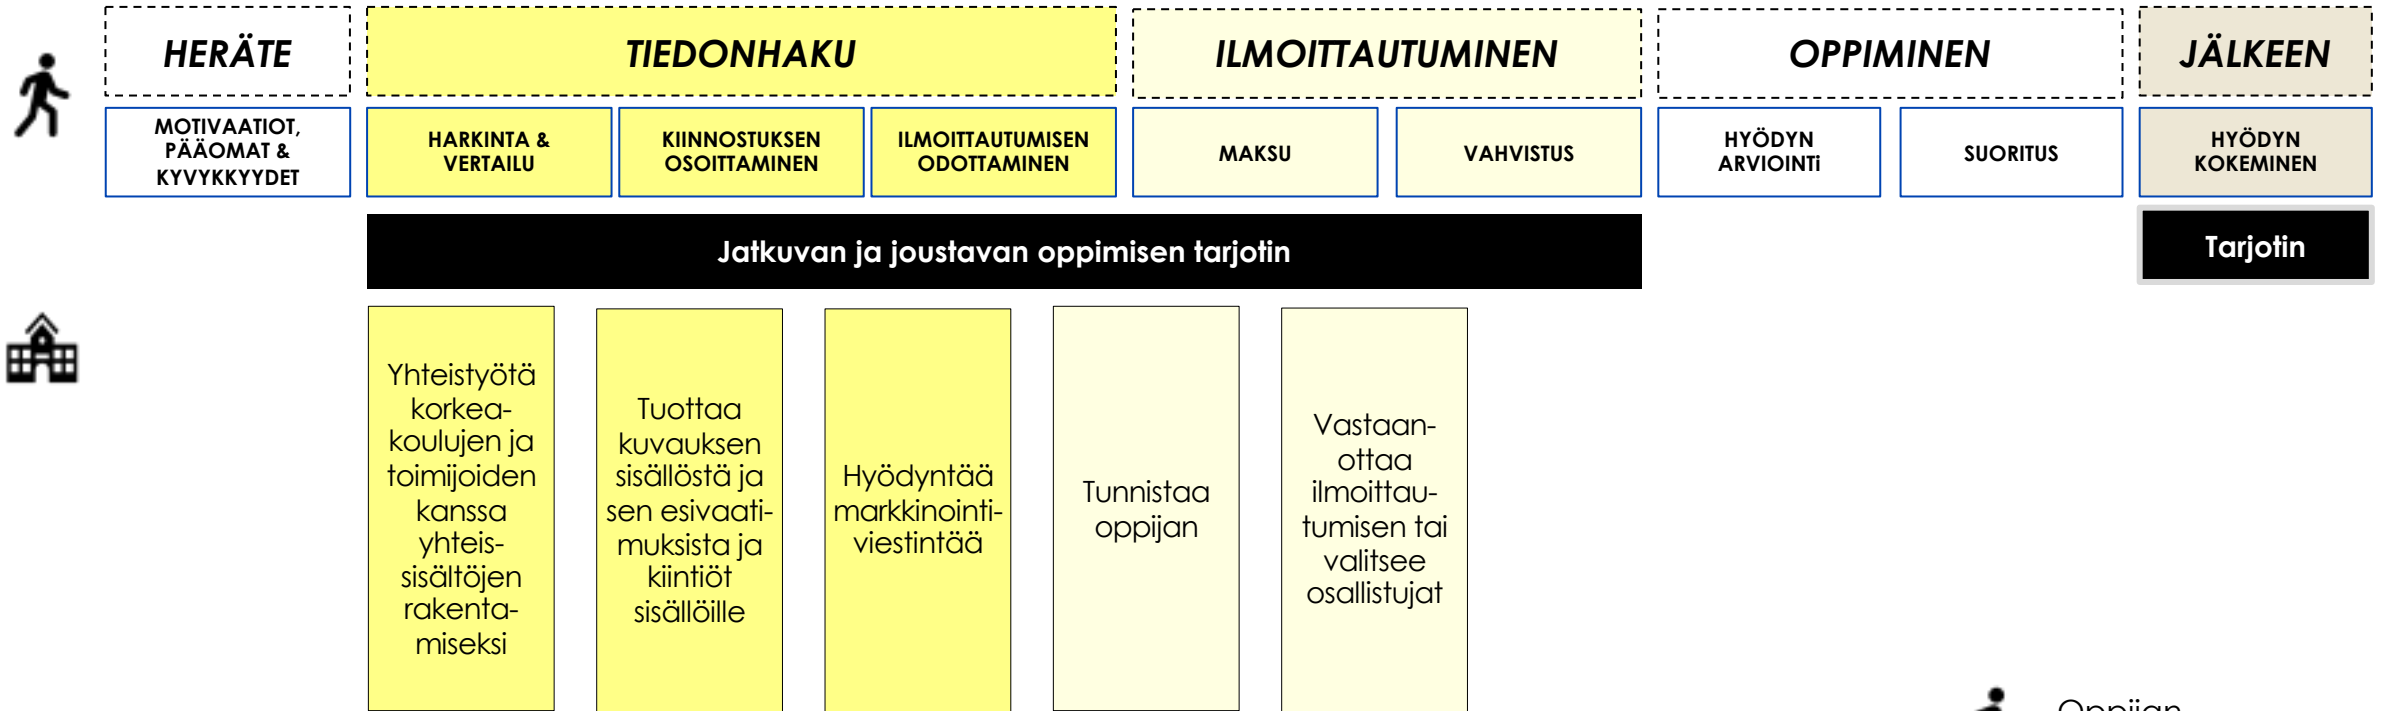 HERÄTE
TIEDONHAKU
ILMOITTAUTUMINEN
OPPIMINEN
JÄLKEEN
MOTIVAATIOT,
PÄÄOMAT &
KYVYKKYYDET
HARKINTA &
VERTAILU
KIINNOSTUKSEN
OSOITTAMINEN
ILMOITTAUTUMISEN
ODOTTAMINEN
MAKSU
VAHVISTUS
HYÖDYN
ARVIOINTi
SUORITUS
HYÖDYN
KOKEMINEN
Jatkuvan ja joustavan oppimisen tarjotin
Tarjotin
Yhteistyötä
korkea-
koulujen ja
toimijoiden
kanssa
yhteis-
sisältöjen
rakenta-
miseksi
Tuottaa
kuvauksen
sisällöstä ja
sen esivaati-
muksista ja
kiintiöt
sisällöille
Hyödyntää
markkinointi-
viestintää
Tunnistaa
oppijan
Vastaan-
ottaa
ilmoittau-
tumisen tai
valitsee
osallistujat
Oppijan